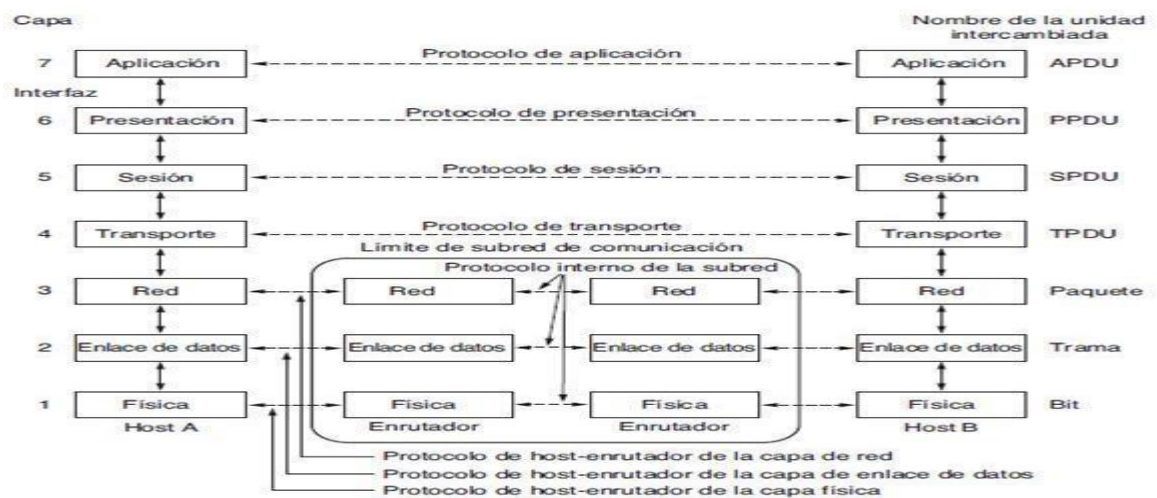 Capa
Nombre de la unidad
intercambiada
7 Aplicación Protocolo de aplicación Aplicación APDU
Interfaz
6 Presentación Protocolo de presentación Presentación PPDU
5 Sesión Protocolo de sesión Sesión SPDU
4 Transporte Protocolo de transporte Transporte TPDU
Límite de subred de comunicación
Protocolo interno de la subred
3 Red Red Red Red Paquete
2 Enlace de datos Enlace de datos Enlace de datos Enlace de datos Trama
1 Física Física Física Física Bit
Host A Enrutador Enrutador Host B
Protocolo de host-enrutador de la capa de red
Protocolo de host-enrutador de la capa de enlace de datos
Protocolo de host-enrutador de la capa física